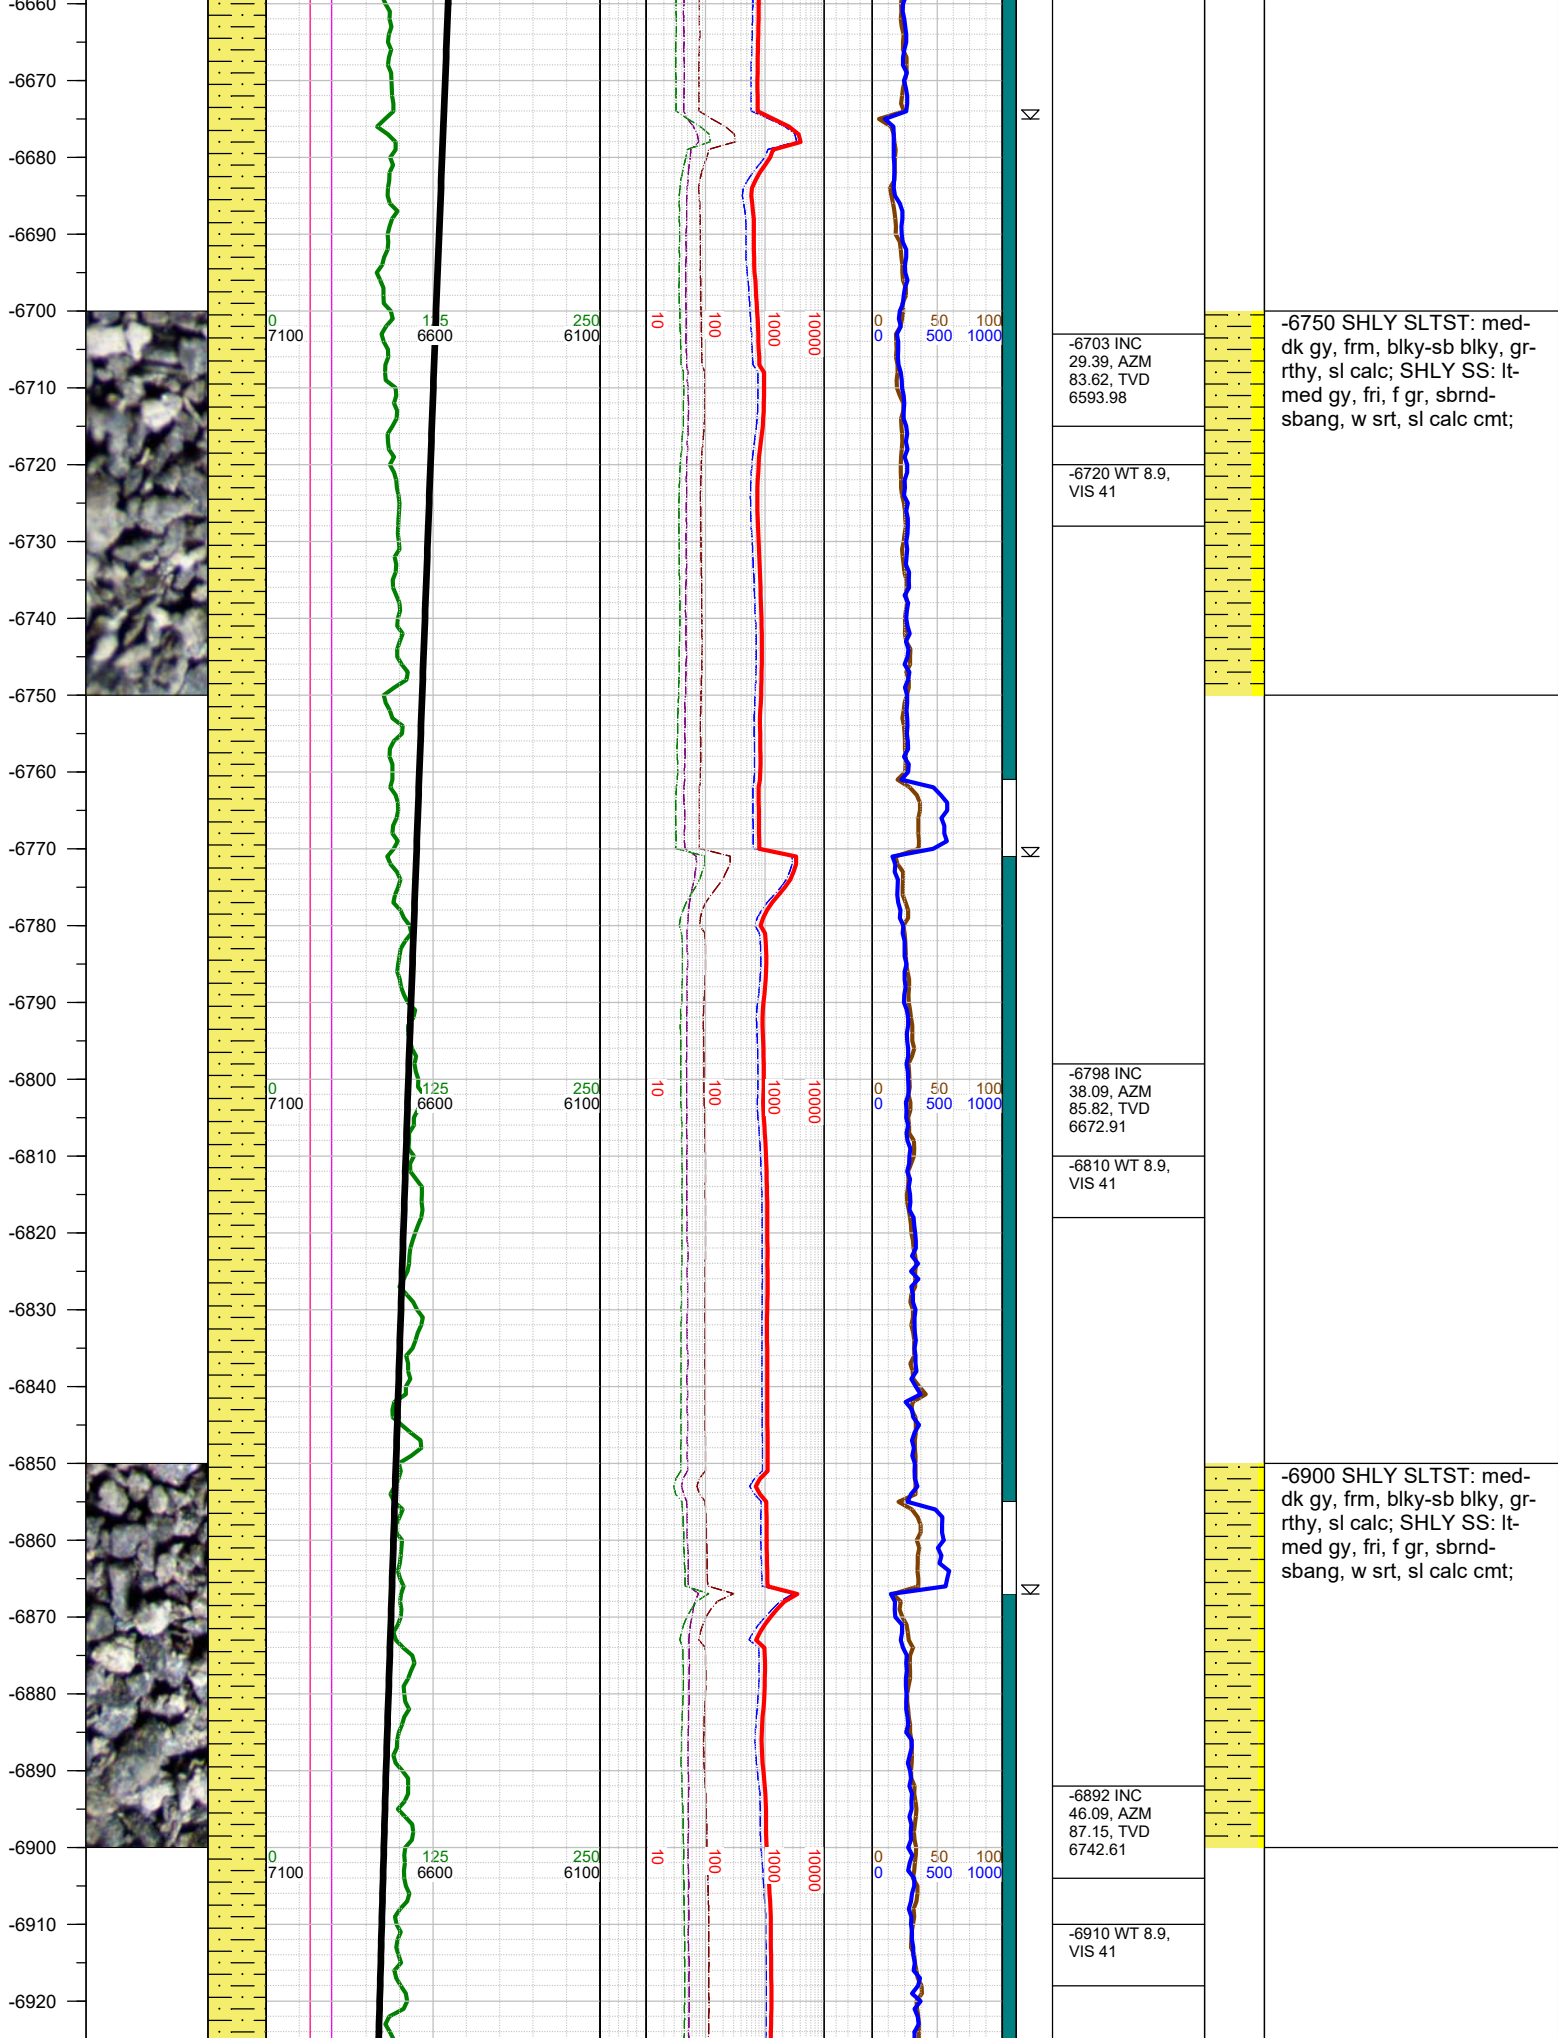 -6660
-6670
-6680
-6690
-6700
0 125 250
7100 6600 6100
10 100 1000 10000
0 50 100
0 500 1000
-6750 SHLY SLTST: med-
dk gy, frm, blky-sb blky, gr-
rthy, sl calc; SHLY SS: lt-
med gy, fri, f gr, sbrnd-
sbang, w srt, sl calc cmt;
-6703 INC
29.39, AZM
83.62, TVD
6593.98
-6710
-6720
-6720 WT 8.9,
VIS 41
-6730
-6740
-6750
-6760
-6770
-6780
-6790
-6800
0 125 250
7100 6600 6100
10 100 1000 10000
0 50 100
0 500 1000
-6798 INC
38.09, AZM
85.82, TVD
6672.91
-6810
-6810 WT 8.9,
VIS 41
-6820
-6830
-6840
-6850
-6900 SHLY SLTST: med-
dk gy, frm, blky-sb blky, gr-
rthy, sl calc; SHLY SS: lt-
med gy, fri, f gr, sbrnd-
sbang, w srt, sl calc cmt;
-6860
-6870
-6880
-6890
-6892 INC
46.09, AZM
87.15, TVD
6742.61
-6900
0 125 250
7100 6600 6100
10 100 1000 10000
0 50 100
0 500 1000
-6910
-6910 WT 8.9,
VIS 41
-6920